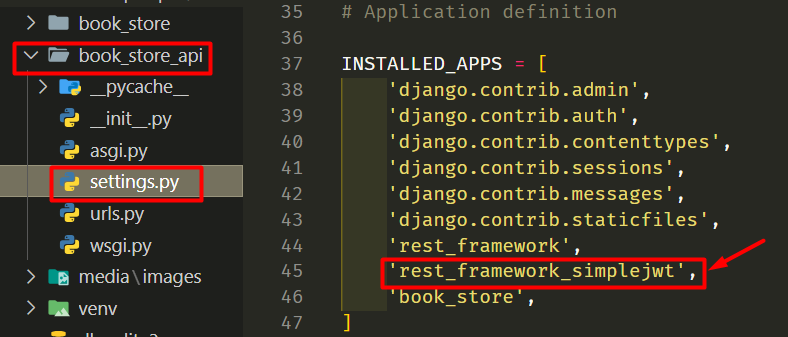 book_store
book_store_api
__pycache__
__init__.py
asgi.py
settings.py
urls.py
wsgi.py
media\images
venv
35 # Application definition
36
37 INSTALLED_APPS = [
38 'django.contrib.admin',
39 'django.contrib.auth',
40 'django.contrib.contenttypes',
41 'django.contrib.sessions',
42 'django.contrib.messages',
43 'django.contrib.staticfiles',
44 'rest_framework',
45 'rest_framework_simplejwt',
46 'book_store',
47 ]